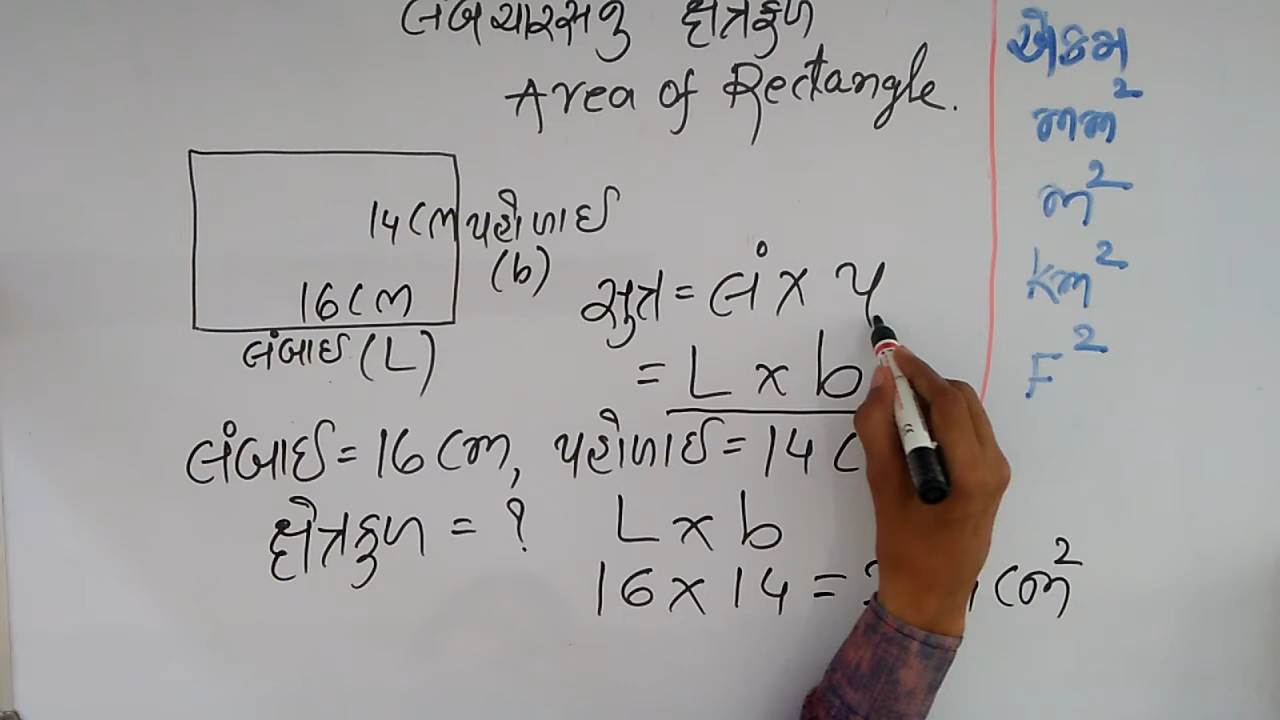 લંબચોરસનુ ક્ષેત્રફળ
Area of Rectangle.
14 cm પહોળાઈ
(b)
16 cm
લંબાઈ (L)
સુત્ર = લં × પ
= L × b
લંબાઈ = 16 cm, પહોળાઈ = 14 c
ક્ષેત્રફળ = ? L × b
16 × 14 = cm²
એકમ
mm²
m²
km²
F²